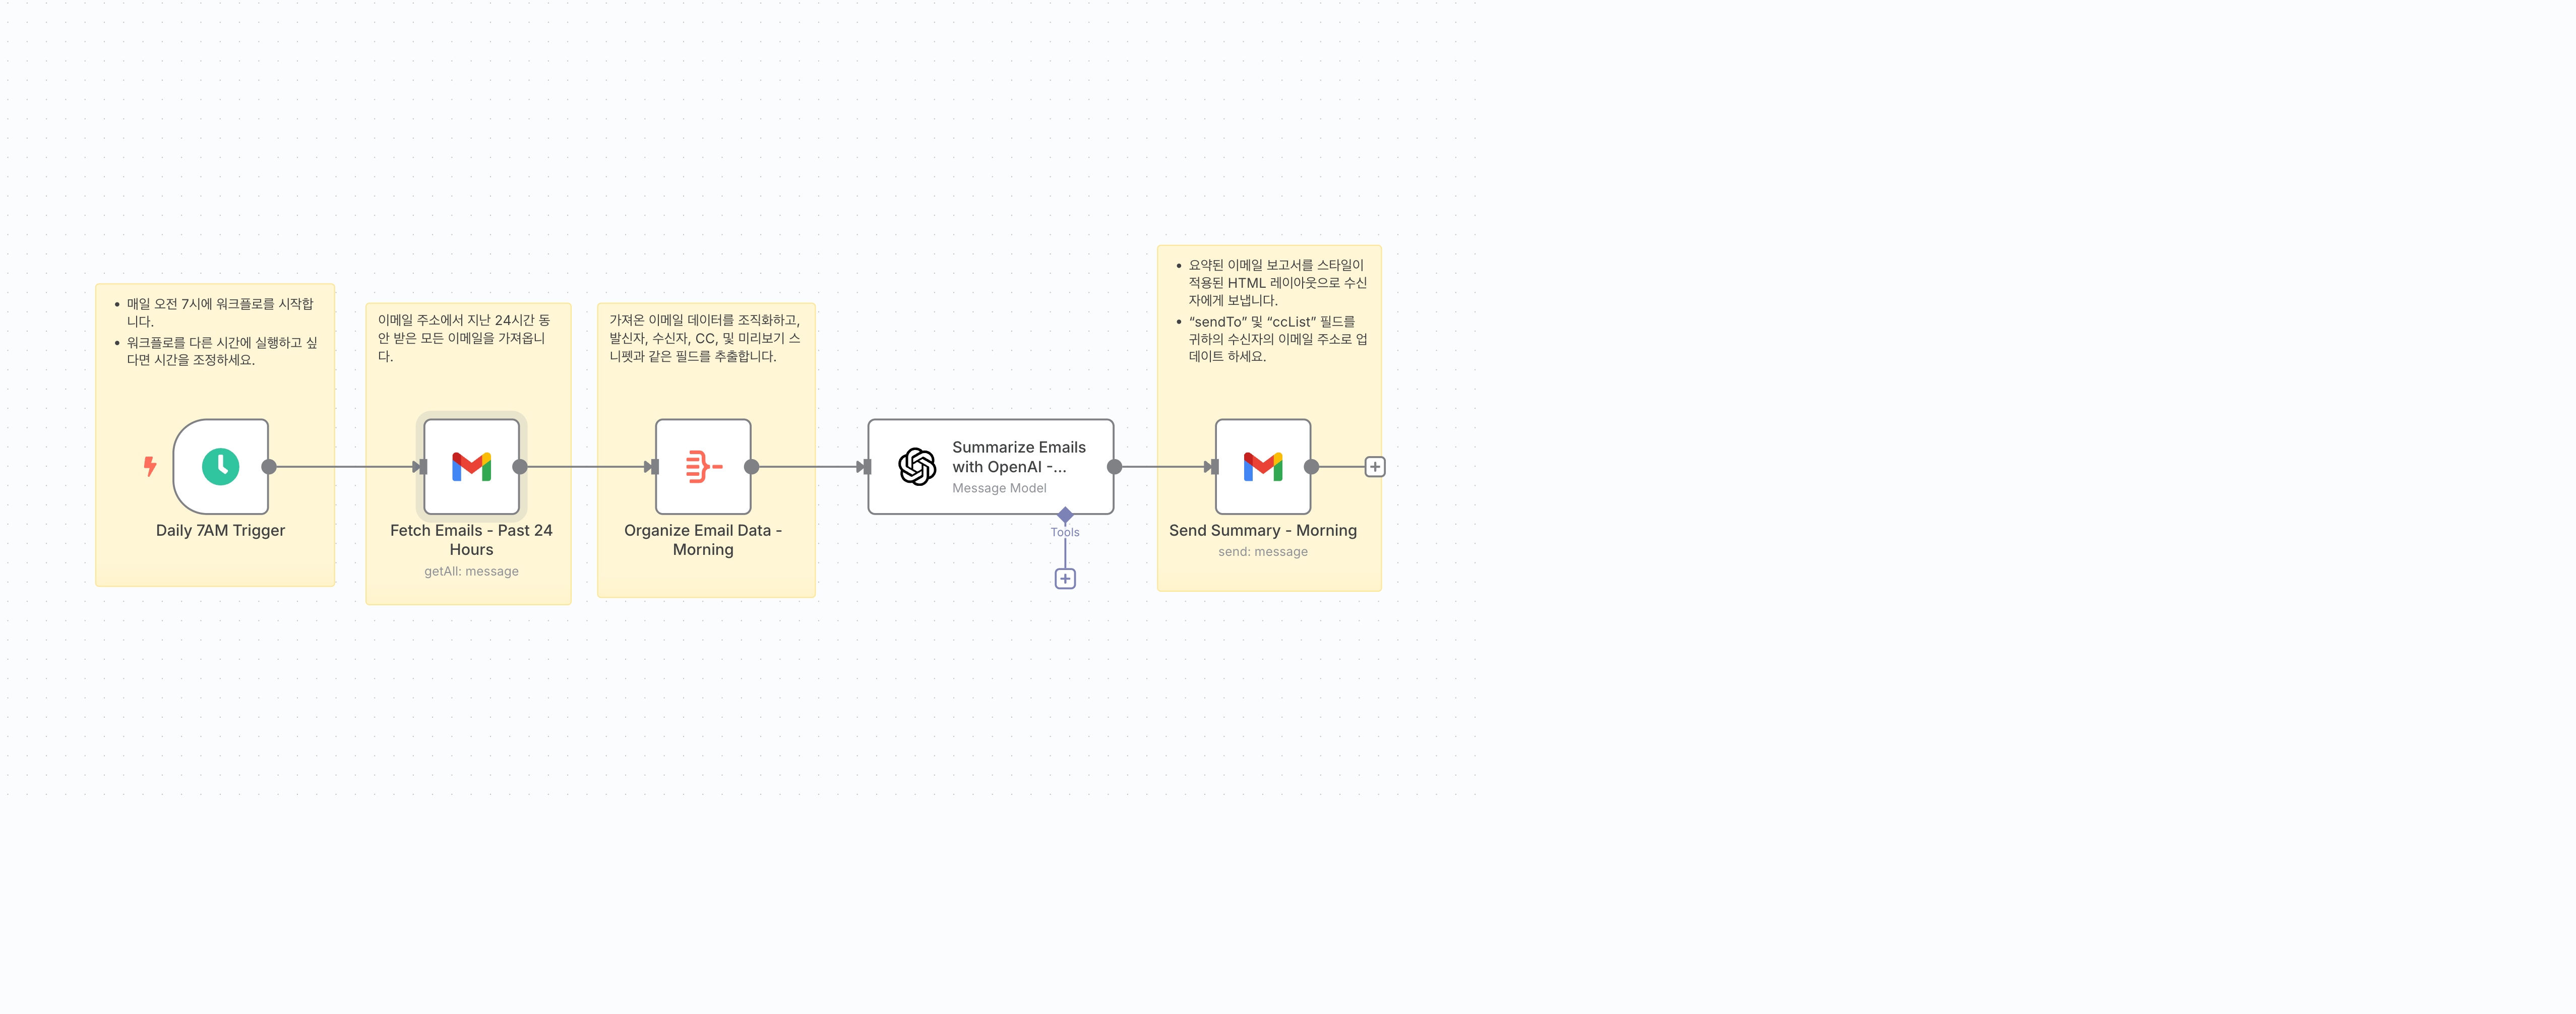 • 매일 오전 7시에 워크플로를 시작합
니다.
• 워크플로를 다른 시간에 실행하고 싶
다면 시간을 조정하세요.
Daily 7AM Trigger
이메일 주소에서 지난 24시간 동
안 받은 모든 이메일을 가져옵니
다.
Fetch Emails - Past 24
Hours
getAll: message
가져온 이메일 데이터를 조직화하고,
발신자, 수신자, CC, 및 미리보기 스
니펫과 같은 필드를 추출합니다.
Organize Email Data -
Morning
Summarize Emails
with OpenAI -...
Message Model
Tools
• 요약된 이메일 보고서를 스타일이
적용된 HTML 레이아웃으로 수신
자에게 보냅니다.
• “sendTo” 및 “ccList” 필드를
귀하의 수신자의 이메일 주소로 업
데이트 하세요.
Send Summary - Morning
send: message